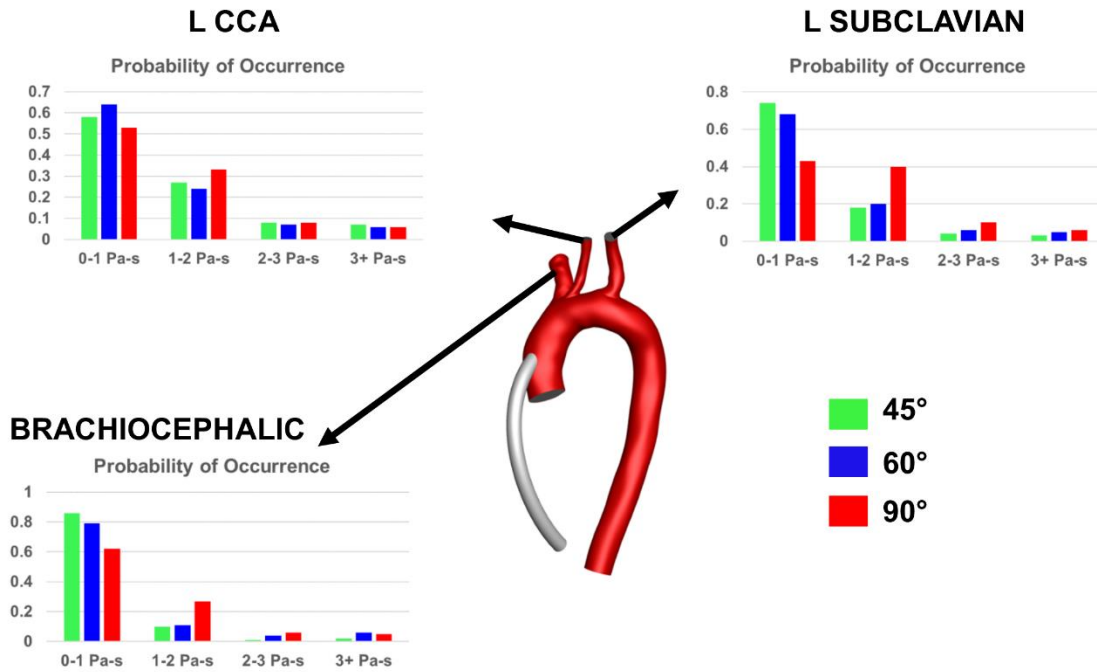 L CCA
Probability of Occurrence
0.7
0.6
0.5
0.4
0.3
0.2
0.1
0
0-1 Pa-s 1-2 Pa-s 2-3 Pa-s 3+ Pa-s
L SUBCLAVIAN
Probability of Occurrence
0.8
0.6
0.4
0.2
0
0-1 Pa-s 1-2 Pa-s 2-3 Pa-s 3+ Pa-s
BRACHIOCEPHALIC
Probability of Occurrence
1
0.8
0.6
0.4
0.2
0
0-1 Pa-s 1-2 Pa-s 2-3 Pa-s 3+ Pa-s
45°
60°
90°